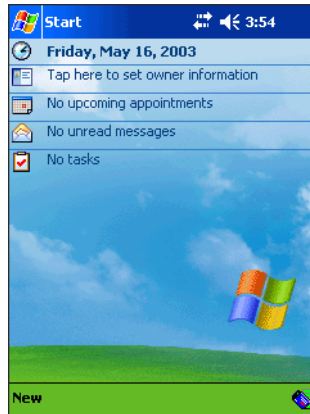 Start 3:54
Friday, May 16, 2003
Tap here to set owner information
No upcoming appointments
No unread messages
No tasks
New